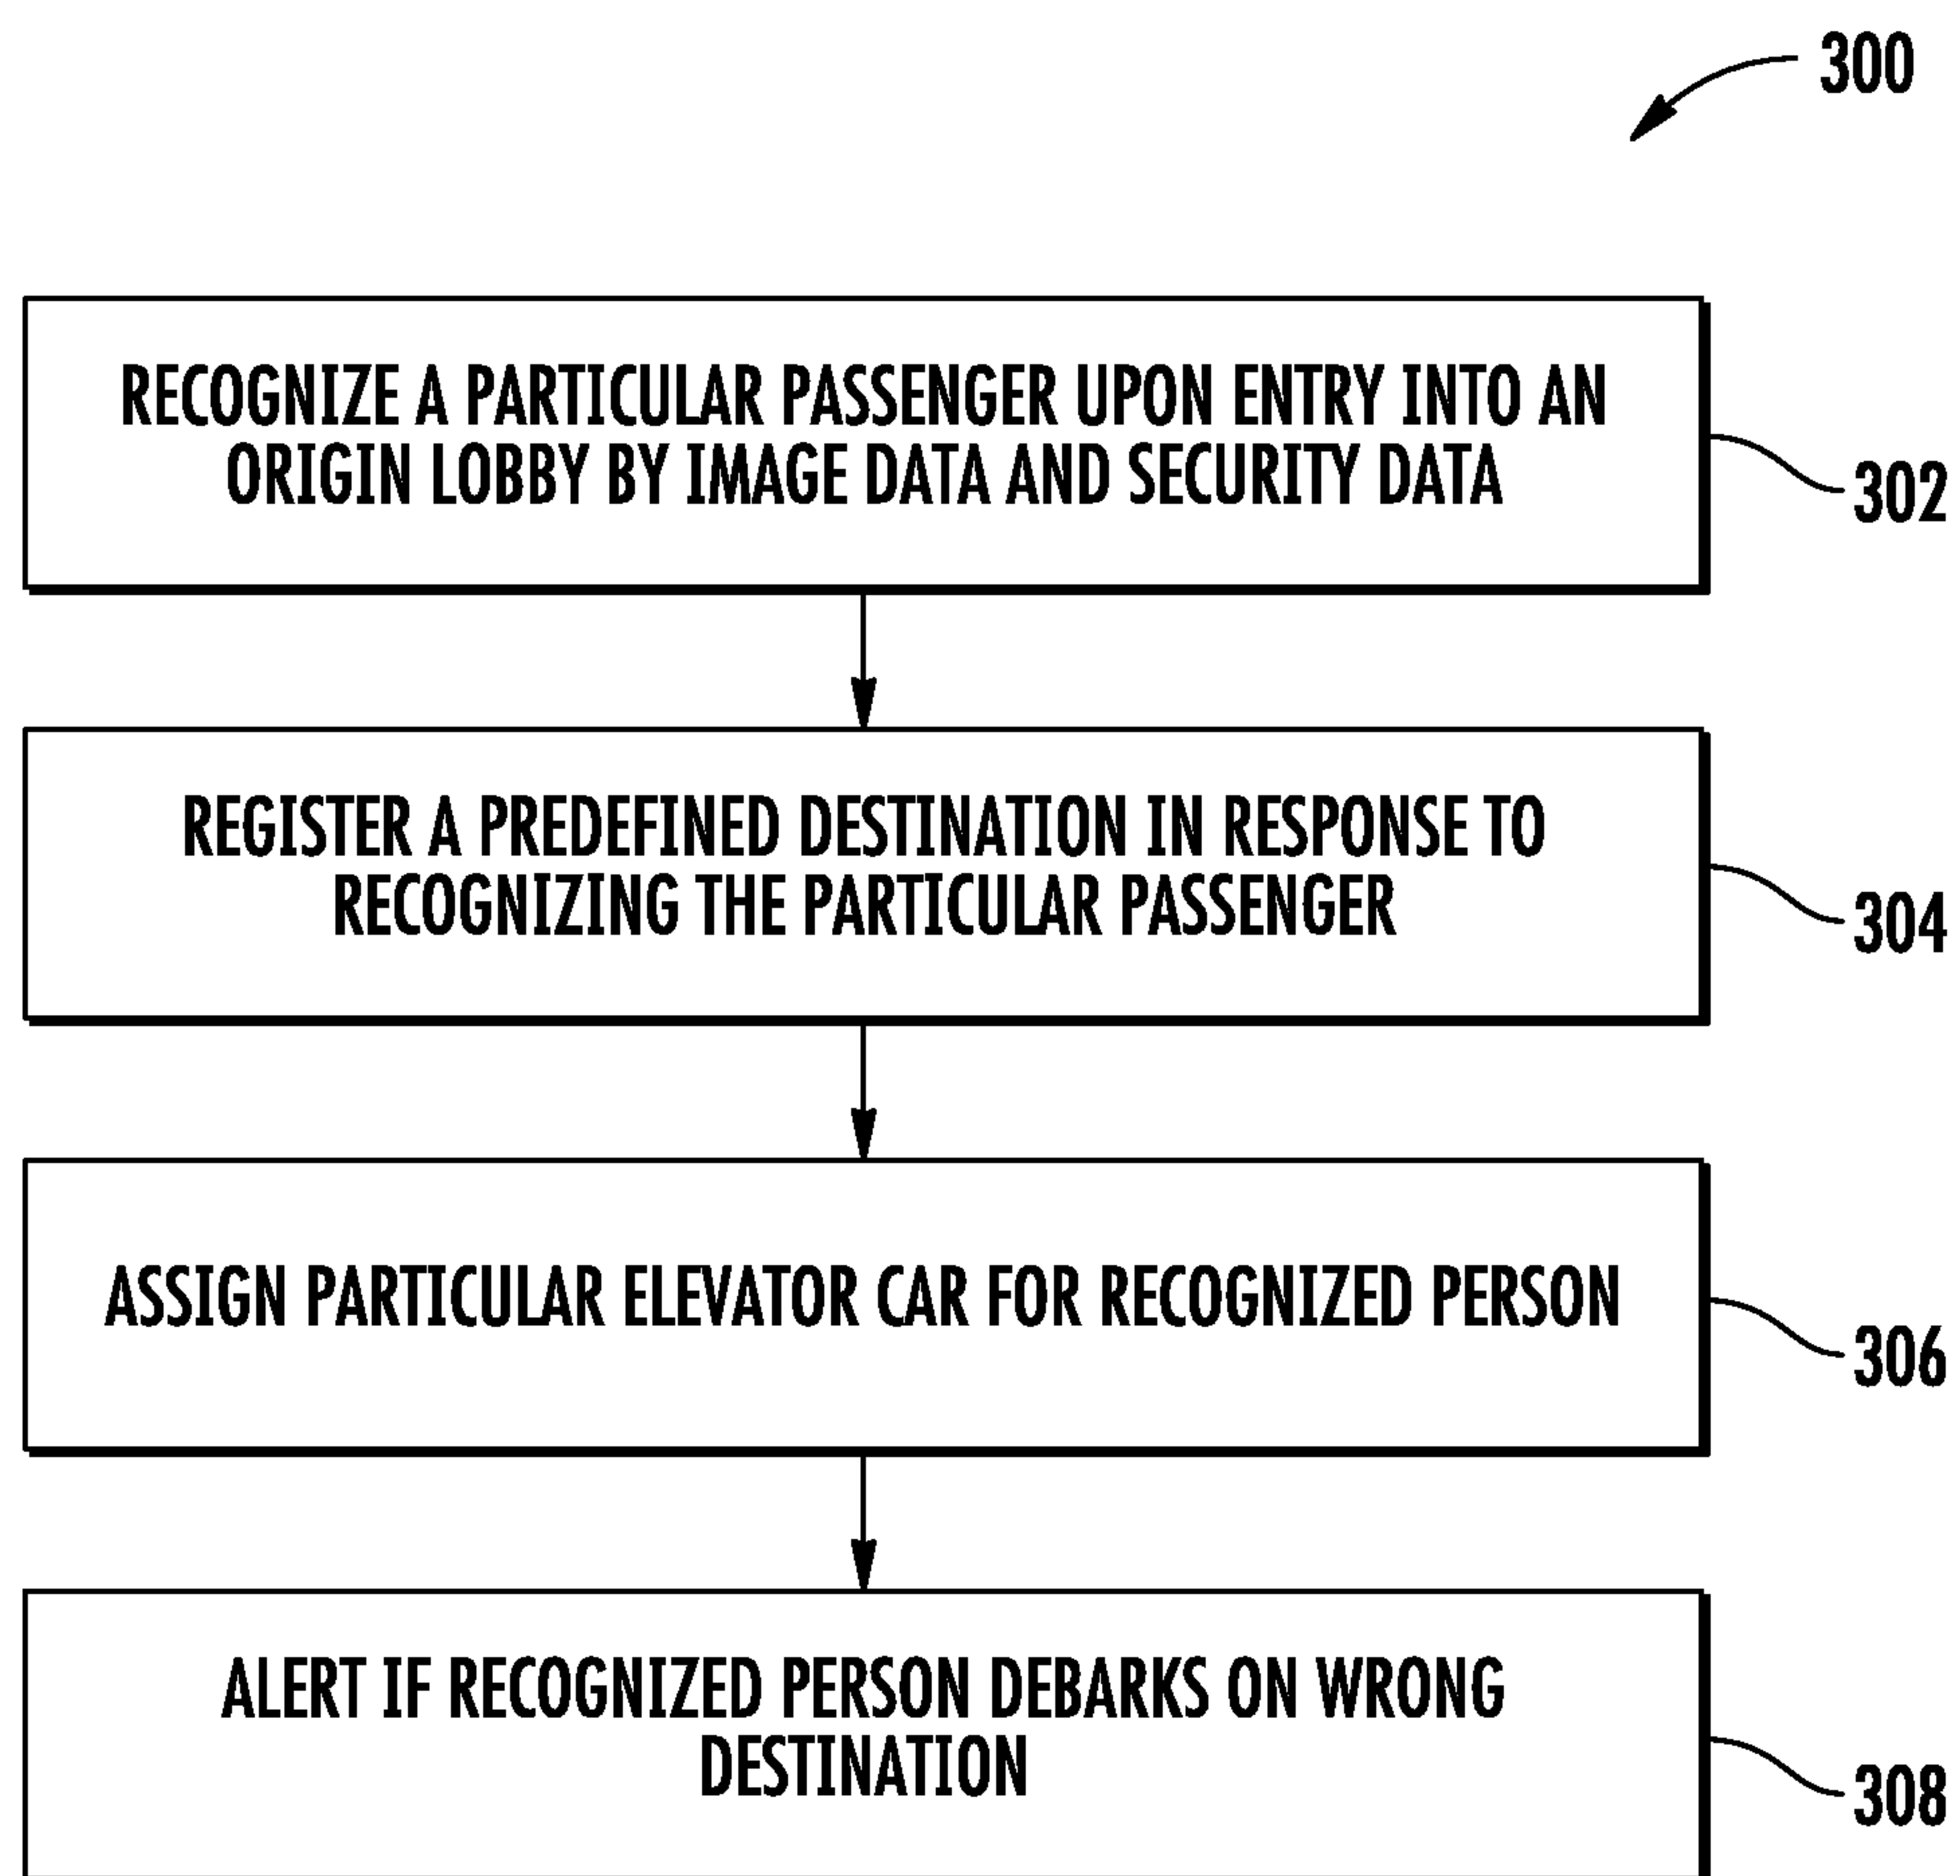 300
RECOGNIZE A PARTICULAR PASSENGER UPON ENTRY INTO AN
ORIGIN LOBBY BY IMAGE DATA AND SECURITY DATA
302
REGISTER A PREDEFINED DESTINATION IN RESPONSE TO
RECOGNIZING THE PARTICULAR PASSENGER
304
ASSIGN PARTICULAR ELEVATOR CAR FOR RECOGNIZED PERSON
306
ALERT IF RECOGNIZED PERSON DEBARKS ON WRONG
DESTINATION
308